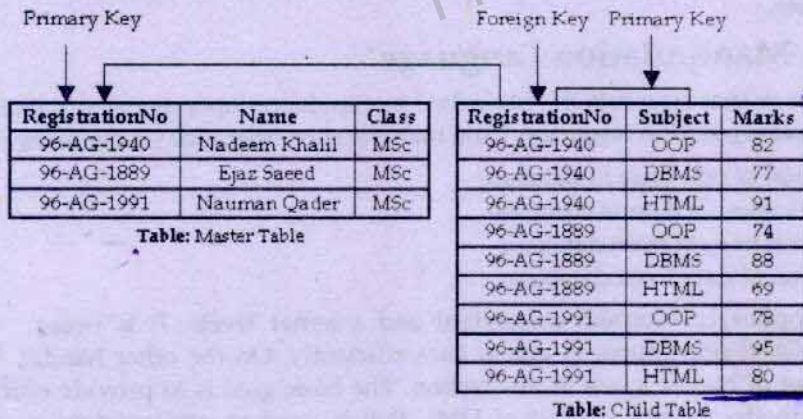 Primary Key
Foreign Key Primary Key
RegistrationNo Name Class
96-AG-1940 Nadeem Khalil MSc
96-AG-1889 Ejaz Saeed MSc
96-AG-1991 Nauman Qader MSc
Table: Master Table
RegistrationNo Subject Marks
96-AG-1940 OOP 82
96-AG-1940 DBMS 77
96-AG-1940 HTML 91
96-AG-1889 OOP 74
96-AG-1889 DBMS 88
96-AG-1889 HTML 69
96-AG-1991 OOP 78
96-AG-1991 DBMS 95
96-AG-1991 HTML 80
Table: Child Table